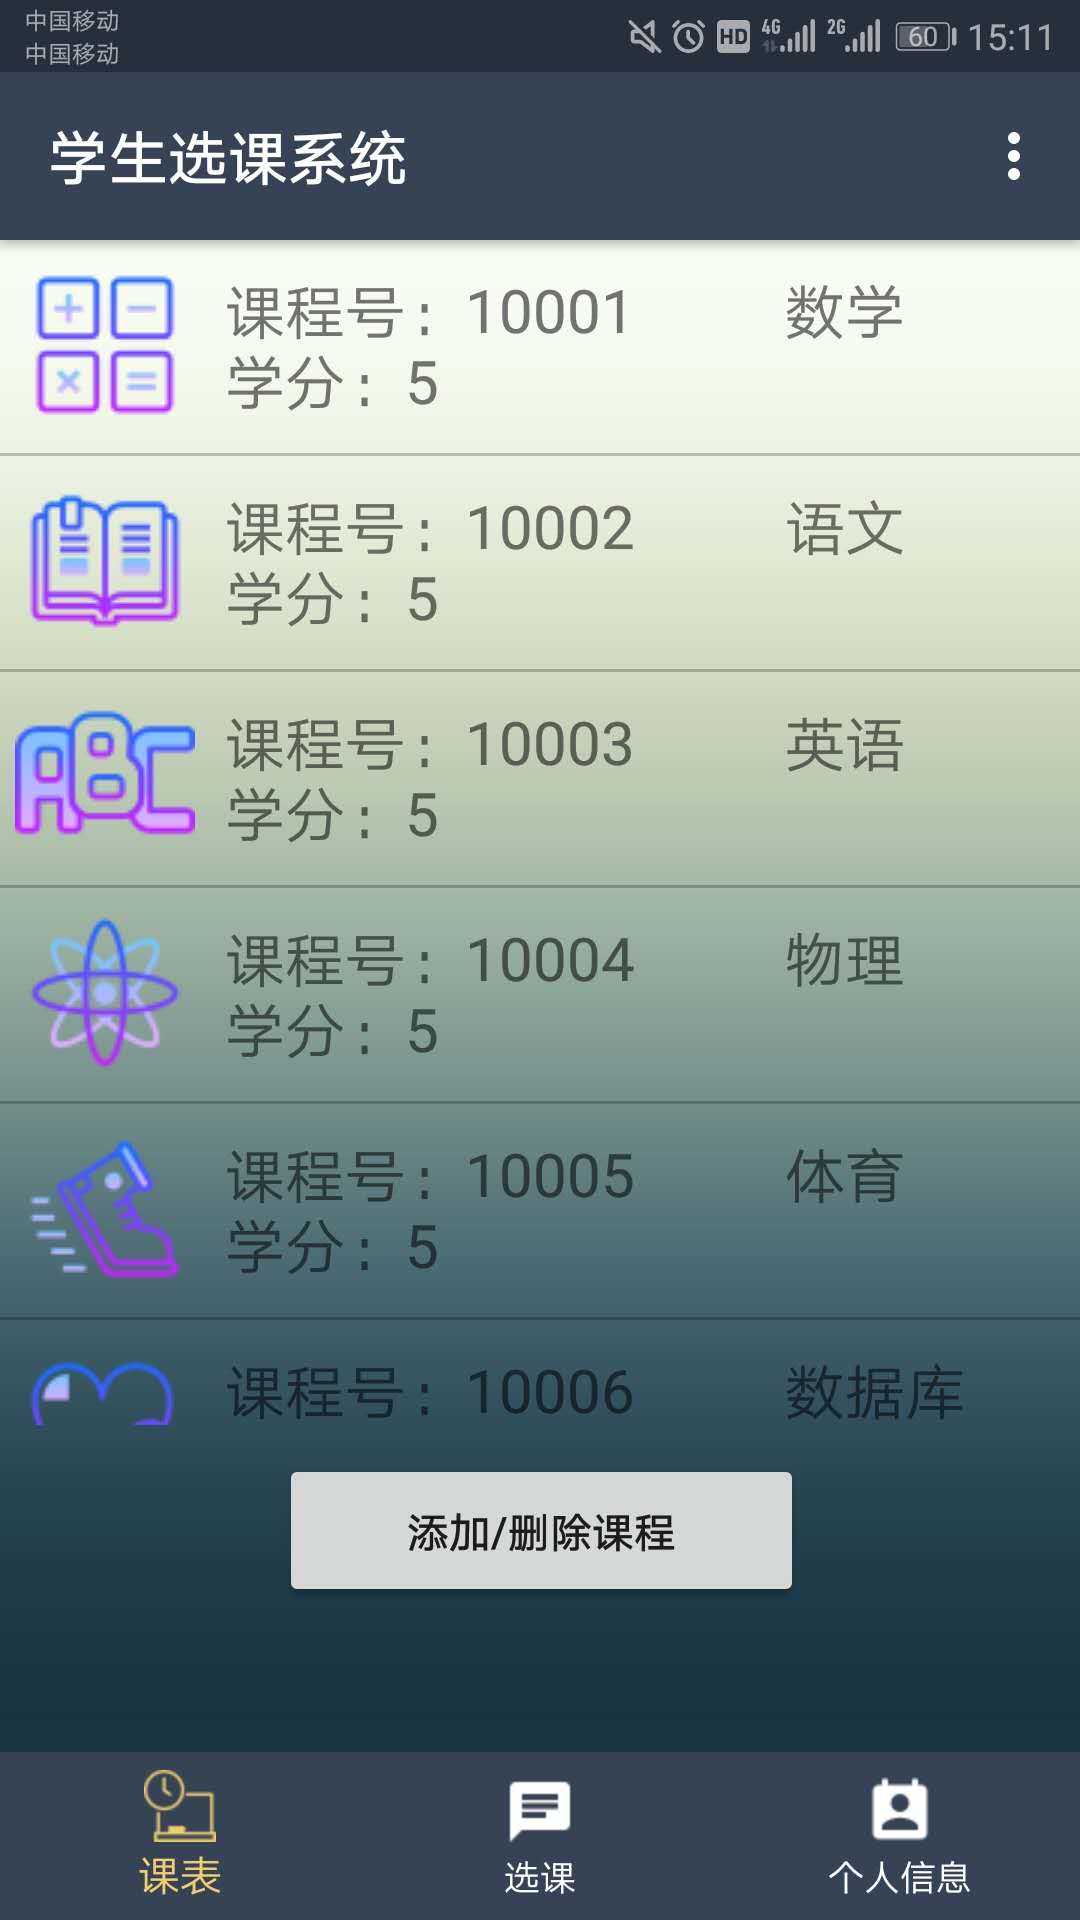 中国移动
中国移动
HD 4G 2G 60 15:11
学生选课系统
课程号：10001 数学
学分：5
课程号：10002 语文
学分：5
ABC
课程号：10003 英语
学分：5
课程号：10004 物理
学分：5
课程号：10005 体育
学分：5
课程号：10006 数据库
添加/删除课程
课表 选课 个人信息